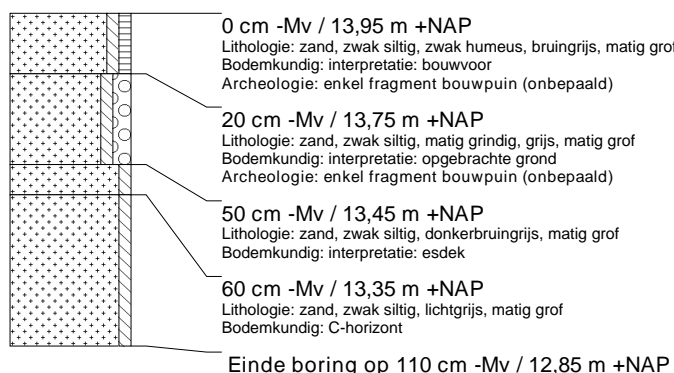 0 cm -Mv / 13,95 m +NAP
Lithologie: zand, zwak siltig, zwak humeus, bruingrijs, matig grof
Bodemkundig: interpretatie: bouwvoor
Archeologie: enkel fragment bouwpuin (onbepaald)
20 cm -Mv / 13,75 m +NAP
Lithologie: zand, zwak siltig, matig grindig, grijs, matig grof
Bodemkundig: interpretatie: opgebrachte grond
Archeologie: enkel fragment bouwpuin (onbepaald)
50 cm -Mv / 13,45 m +NAP
Lithologie: zand, zwak siltig, donkerbruingrijs, matig grof
Bodemkundig: interpretatie: esdek
60 cm -Mv / 13,35 m +NAP
Lithologie: zand, zwak siltig, lichtgrijs, matig grof
Bodemkundig: C-horizont
Einde boring op 110 cm -Mv / 12,85 m +NAP